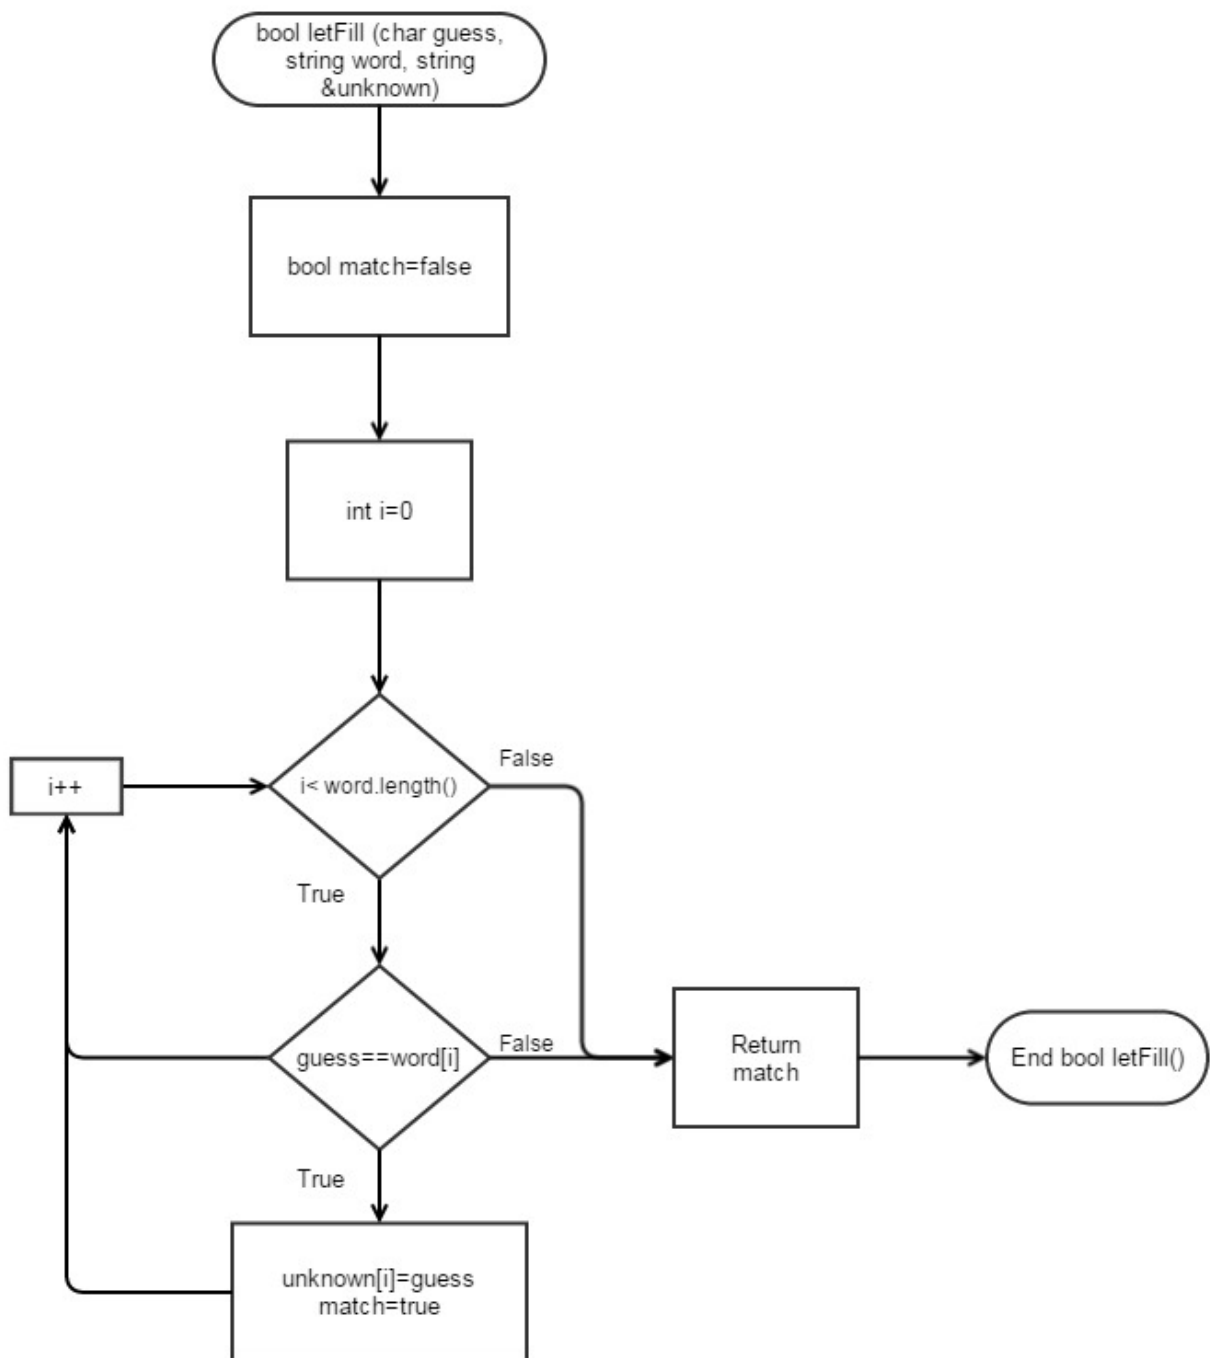 bool letFill (char guess,
string word, string
&unknown)
bool match=false
int i=0
False
i++
i< word.length()
True
guess==word[i]
False
Return
match
End bool letFill()
True
unknown[i]=guess
match=true